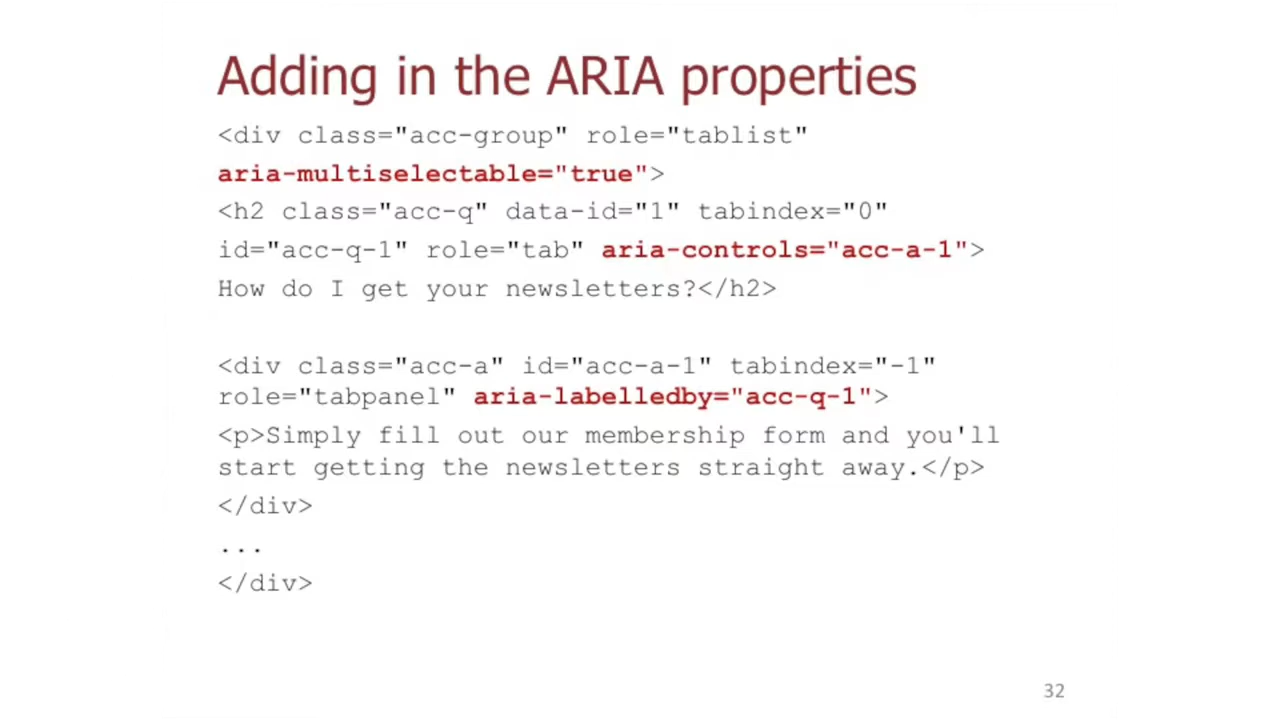 Adding in the ARIA properties
<div class="acc-group" role="tablist"
aria-multiselectable="true">
<h2 class="acc-q" data-id="1" tabindex="0"
id="acc-q-1" role="tab" aria-controls="acc-a-1">
How do I get your newsletters?</h2>
<div class="acc-a" id="acc-a-1" tabindex="-1"
role="tabpanel" aria-labelledby="acc-q-1">
<p>Simply fill out our membership form and you'll
start getting the newsletters straight away.</p>
</div>
...
</div>
32